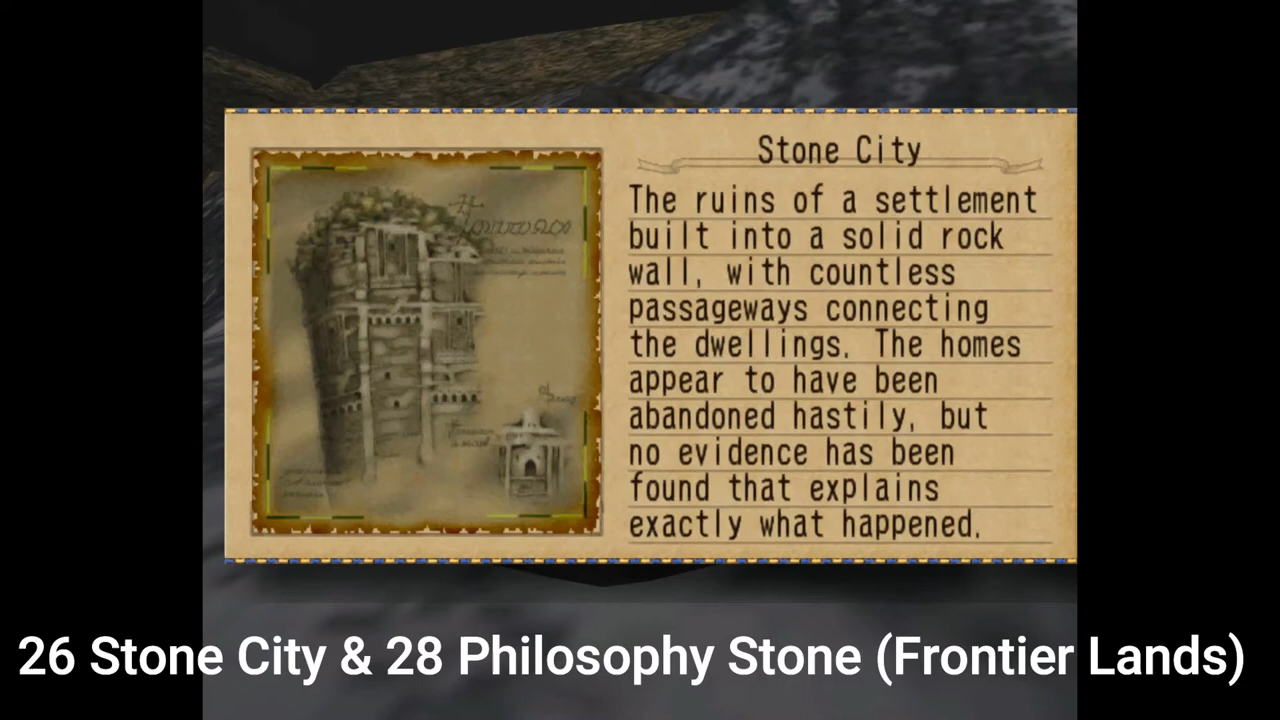 Stone City
The ruins of a settlement
built into a solid rock
wall, with countless
passageways connecting
the dwellings. The homes
appear to have been
abandoned hastily, but
no evidence has been
found that explains
exactly what happened.
26 Stone City & 28 Philosophy Stone (Frontier Lands)